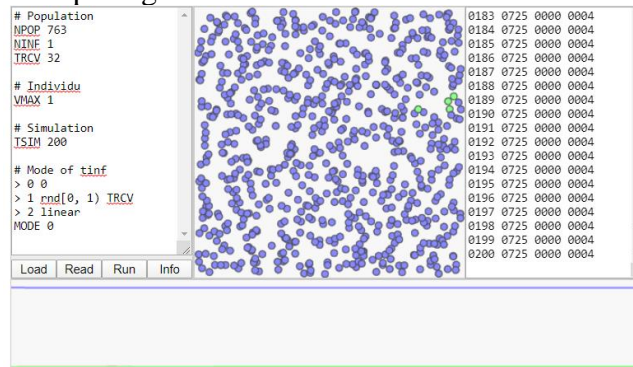 # Population
NPOP 763
NINF 1
TRCV 32
# Individu
VMAX 1
# Simulation
TSIM 200
# Mode of tinf
> 0 0
> 1 rnd[0, 1) TRCV
> 2 linear
MODE 0
Load Read Run Info
0183 0725 0000 0004
0184 0725 0000 0004
0185 0725 0000 0004
0186 0725 0000 0004
0187 0725 0000 0004
0188 0725 0000 0004
0189 0725 0000 0004
0190 0725 0000 0004
0191 0725 0000 0004
0192 0725 0000 0004
0193 0725 0000 0004
0194 0725 0000 0004
0195 0725 0000 0004
0196 0725 0000 0004
0197 0725 0000 0004
0198 0725 0000 0004
0199 0725 0000 0004
0200 0725 0000 0004